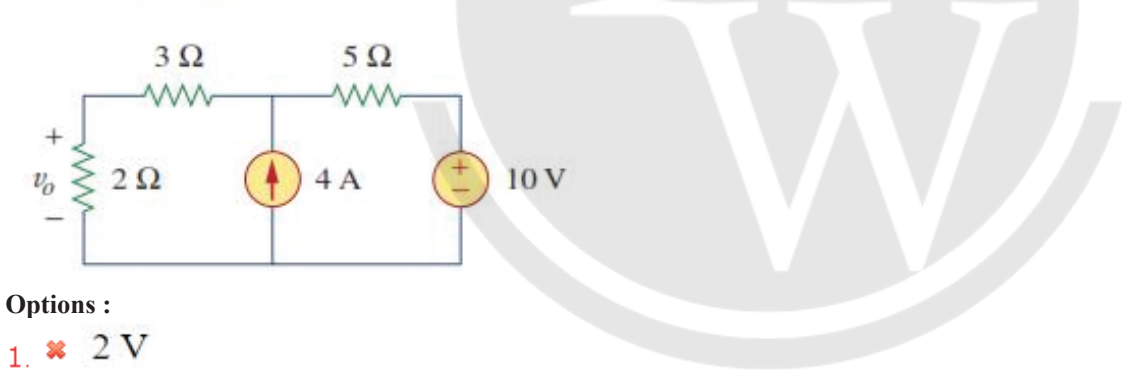 3 Ω 5 Ω
+
v_o 2 Ω 4 A + 10 V
−
−
Options :
1. 2 V
W